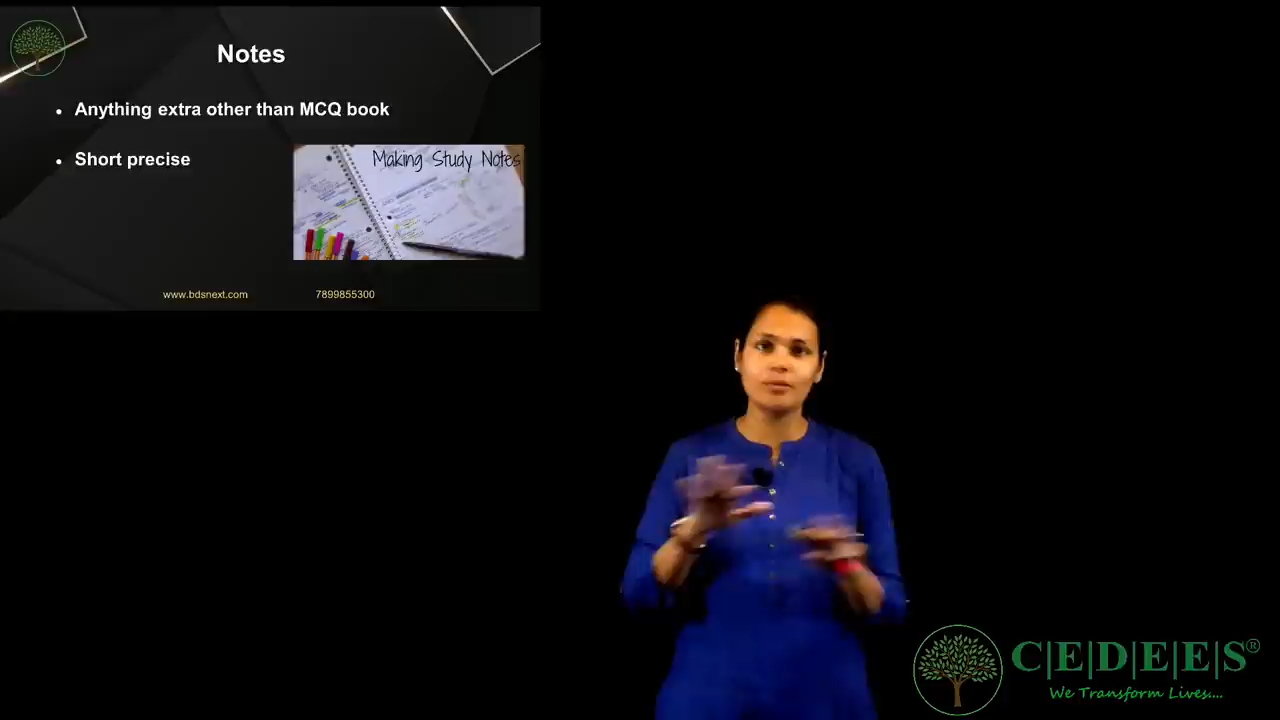 Notes
• Anything extra other than MCQ book
• Short precise
Making Study Notes
www.bdsnext.com 7899855300
C|E|D|E|E|S®
We Transform Lives....